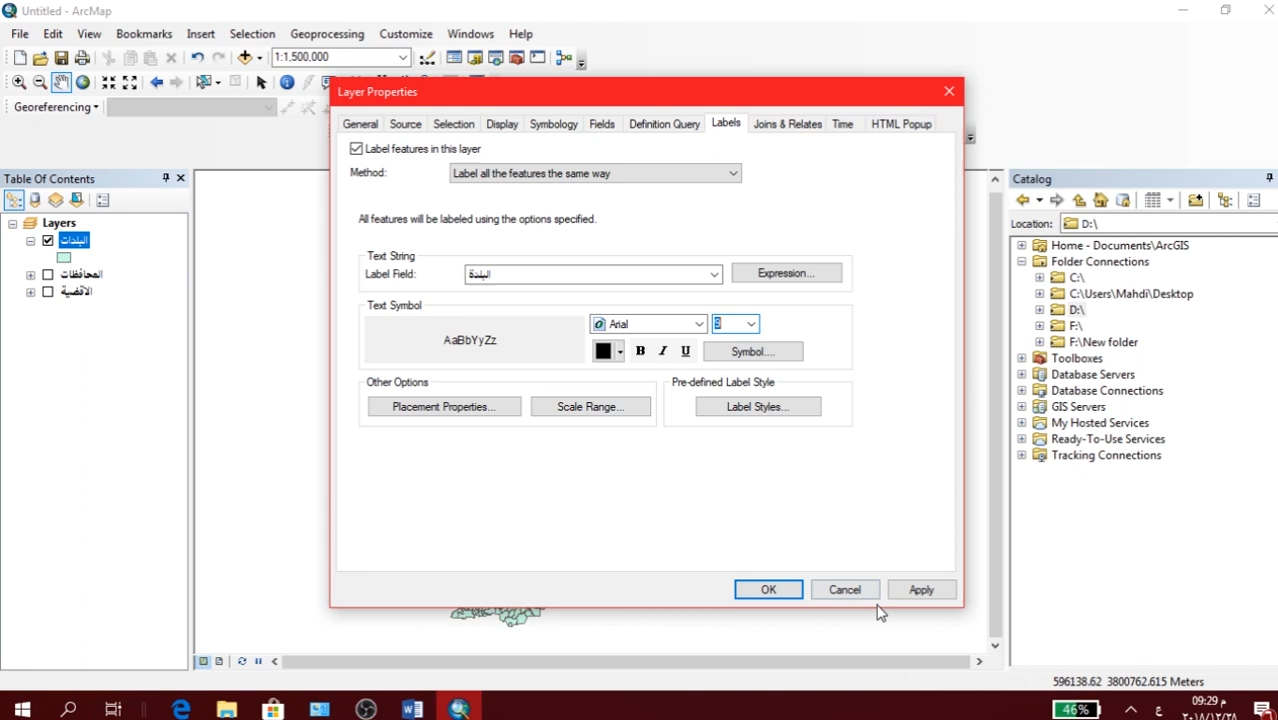 Untitled - ArcMap
File Edit View Bookmarks Insert Selection Geoprocessing Customize Windows Help
1:1,500,000
Georeferencing
Layer Properties
General Source Selection Display Symbology Fields Definition Query Labels Joins & Relates Time HTML Popup
Label features in this layer
Method: Label all the features the same way
All features will be labeled using the options specified.
Text String
Label Field: البلدة Expression...
Text Symbol
AaBbYyZz
Arial 9
B I U Symbol...
Other Options
Placement Properties... Scale Range...
Pre-defined Label Style
Label Styles...
OK Cancel Apply
Table Of Contents
Layers
البلدات
المحافظات
الأقضية
Catalog
Location: D:\
Home - Documents\ArcGIS
Folder Connections
C:\
C:\Users\Mahdi\Desktop
D:\
F:\
F:\New folder
Toolboxes
Database Servers
Database Connections
GIS Servers
My Hosted Services
Ready-To-Use Services
Tracking Connections
596138.62 3800762.615 Meters
46%
ع
09:29 م